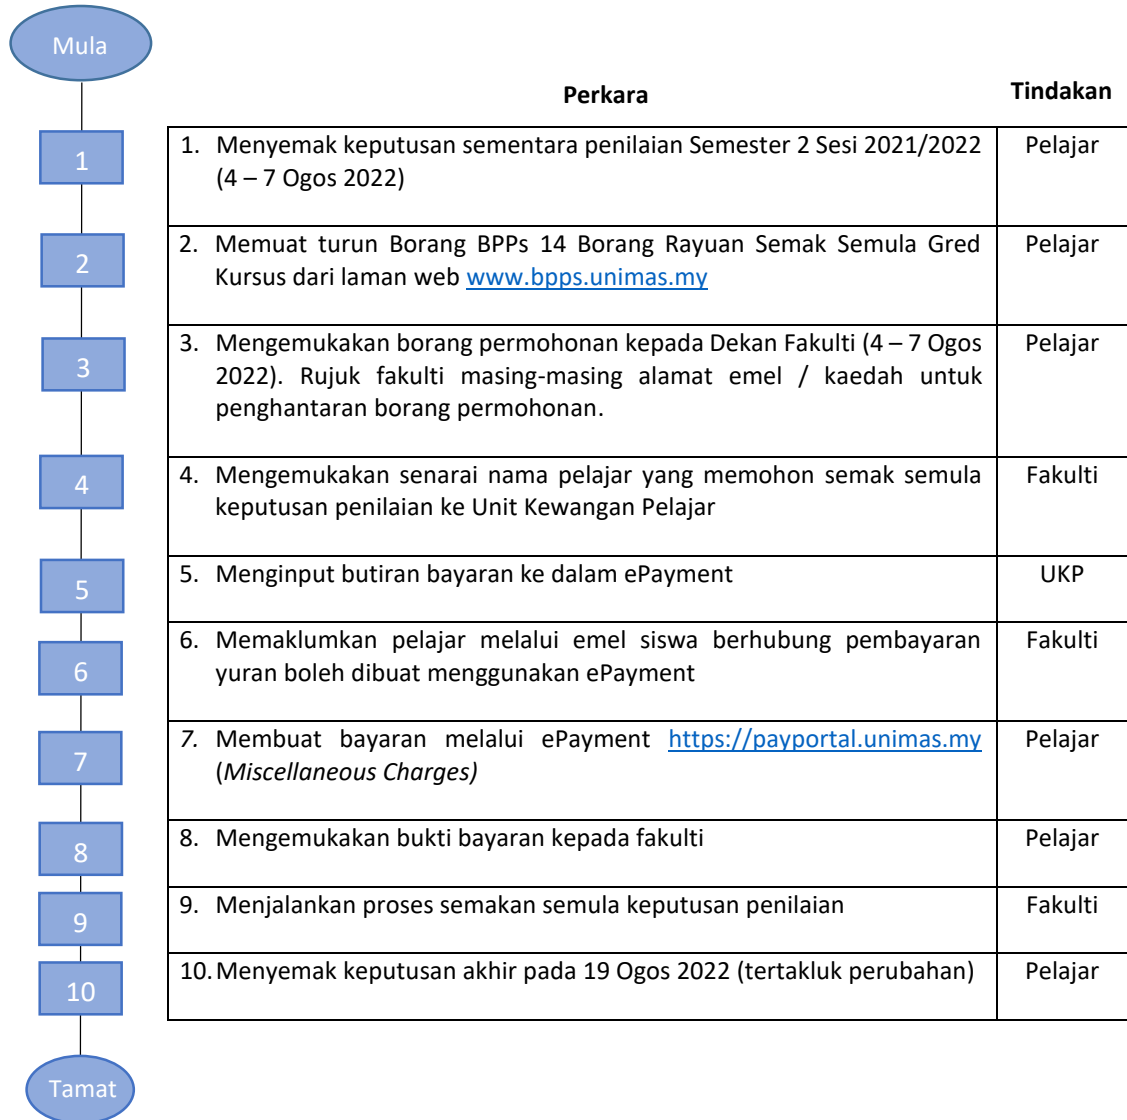 Mula
Perkara
Tindakan
1
1. Menyemak keputusan sementara penilaian Semester 2 Sesi 2021/2022
(4 – 7 Ogos 2022)
Pelajar
2
2. Memuat turun Borang BPPs 14 Borang Rayuan Semak Semula Gred
Kursus dari laman web www.bpps.unimas.my
Pelajar
3
3. Mengemukakan borang permohonan kepada Dekan Fakulti (4 – 7 Ogos
2022). Rujuk fakulti masing-masing alamat emel / kaedah untuk
penghantaran borang permohonan.
Pelajar
4
4. Mengemukakan senarai nama pelajar yang memohon semak semula
keputusan penilaian ke Unit Kewangan Pelajar
Fakulti
5
5. Menginput butiran bayaran ke dalam ePayment
UKP
6
6. Memaklumkan pelajar melalui emel siswa berhubung pembayaran
yuran boleh dibuat menggunakan ePayment
Fakulti
7
7. Membuat bayaran melalui ePayment https://payportal.unimas.my
(Miscellaneous Charges)
Pelajar
8
8. Mengemukakan bukti bayaran kepada fakulti
Pelajar
9
9. Menjalankan proses semakan semula keputusan penilaian
Fakulti
10
10. Menyemak keputusan akhir pada 19 Ogos 2022 (tertakluk perubahan)
Pelajar
Tamat